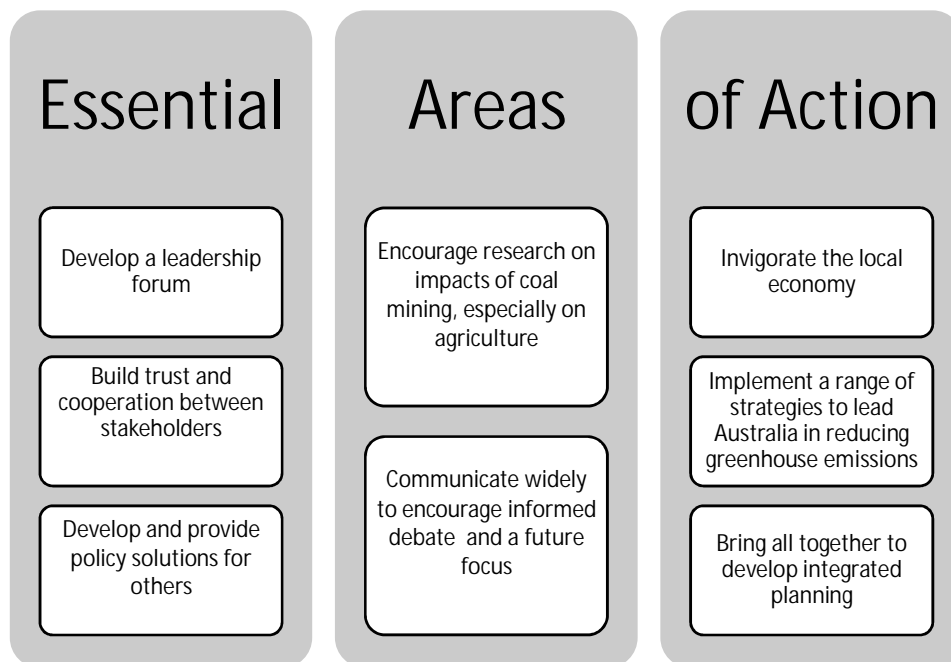 Essential
Areas
of Action
Develop a leadership
forum
Build trust and
cooperation between
stakeholders
Develop and provide
policy solutions for
others
Encourage research on
impacts of coal
mining, especially on
agriculture
Communicate widely
to encourage informed
debate  and a future
focus
Invigorate the local
economy
Implement a range of
strategies to lead
Australia in reducing
greenhouse emissions
Bring all together to
develop integrated
planning